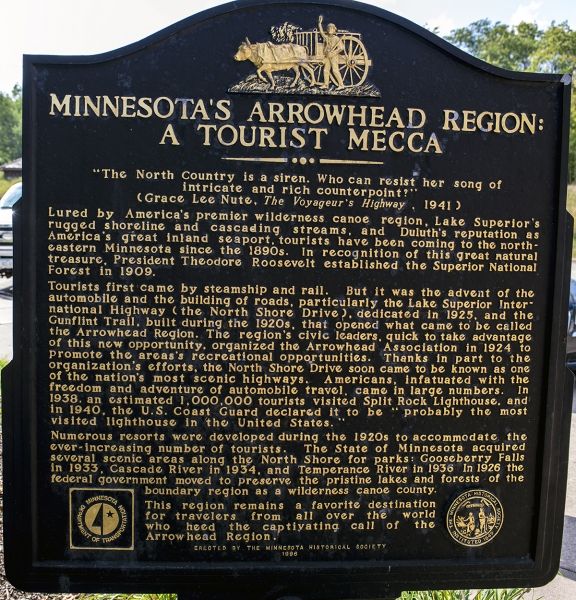 MINNESOTA'S ARROWHEAD REGION:
A TOURIST MECCA
"The North Country is a siren. Who can resist her song of
intricate and rich counterpoint?"
(Grace Lee Nute, The Voyageur's Highway, 1941)
Lured by America's premier wilderness canoe region, Lake Superior's
rugged shoreline and cascading streams, and Duluth's reputation as
America's great inland seaport, tourists have been coming to the north-
eastern Minnesota since the 1890s. In recognition of this great natural
treasure, President Theodore Roosevelt established the Superior National
Forest in 1909.
Tourists first came by steamship and rail. But it was the advent of the
automobile and the building of roads, particularly the Lake Superior Inter-
national Highway (the North Shore Drive), dedicated in 1925, and the
Gunflint Trail, built during the 1920s, that opened what came to be called
the Arrowhead Region. The region's civic leaders, quick to take advantage
of this new opportunity, organized the Arrowhead Association in 1924 to
promote the areas's recreational opportunities. Thanks in part to the
organization's efforts, the North Shore Drive soon came to be known as one
of the nation's most scenic highways. Americans, infatuated with the
freedom and adventure of automobile travel, came in large numbers. In
1938, an estimated 1,000,000 tourists visited Split Rock Lighthouse, and
in 1940, the U.S. Coast Guard declared it to be "probably the most
visited lighthouse in the United States."
Numerous resorts were developed during the 1920s to accommodate the
ever-increasing number of tourists. The State of Minnesota acquired
several scenic areas along the North Shore for parks: Gooseberry Falls
in 1933, Cascade River in 1934, and Temperance River in 1936 In 1926 the
federal government moved to preserve the pristine lakes and forests of the
boundary region as a wilderness canoe county.
This region remains a favorite destination
for travelers from all over the world
who heed the captivating call of the
Arrowhead Region.
ERECTED BY THE MINNESOTA HISTORICAL SOCIETY
1996
MINNESOTA
DEPARTMENT OF TRANSPORTATION
MINNESOTA HISTORICAL